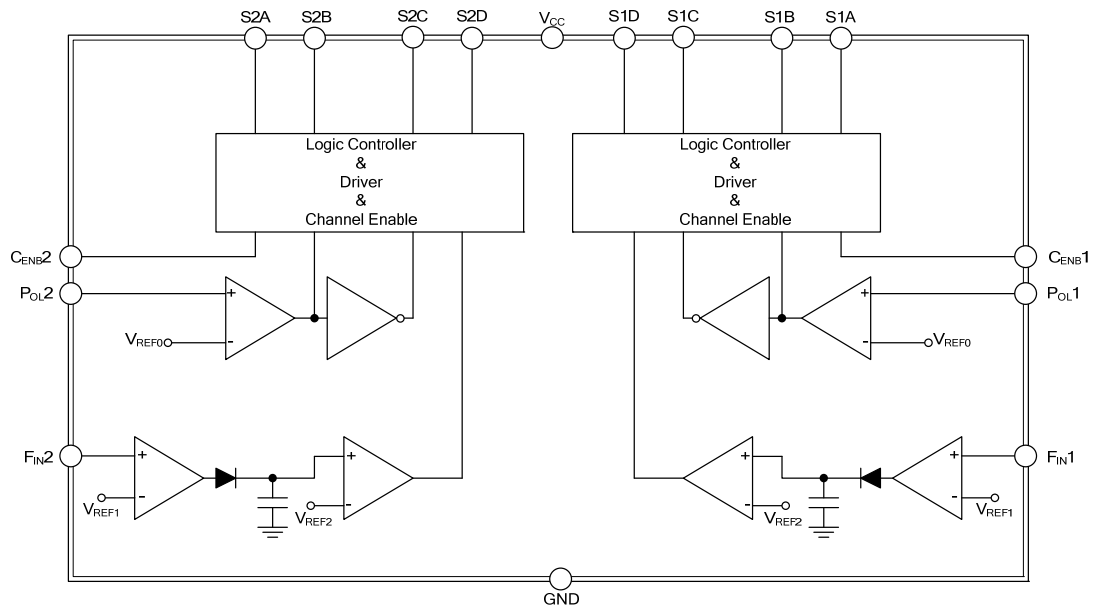 S2A S2B S2C S2D VCC S1D S1C S1B S1A
Logic Controller
&
Driver
&
Channel Enable
Logic Controller
&
Driver
&
Channel Enable
CENB2
CENB1
POL2
+
-
VREF0
POL1
+
-
VREF0
FIN2
+
-
VREF1
+
-
VREF2
+
-
VREF2
FIN1
+
-
VREF1
GND